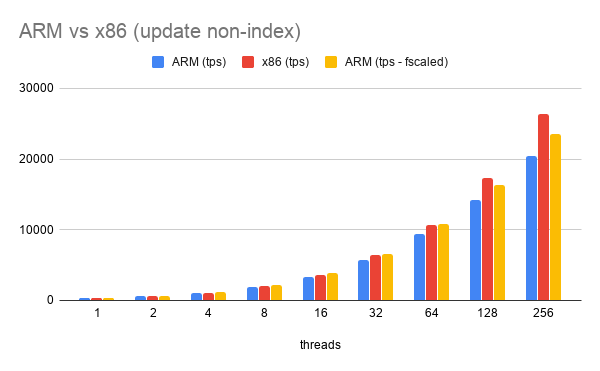 ARM vs x86 (update non-index)
ARM (tps) x86 (tps) ARM (tps - fscaled)
30000
20000
10000
0
1 2 4 8 16 32 64 128 256
threads